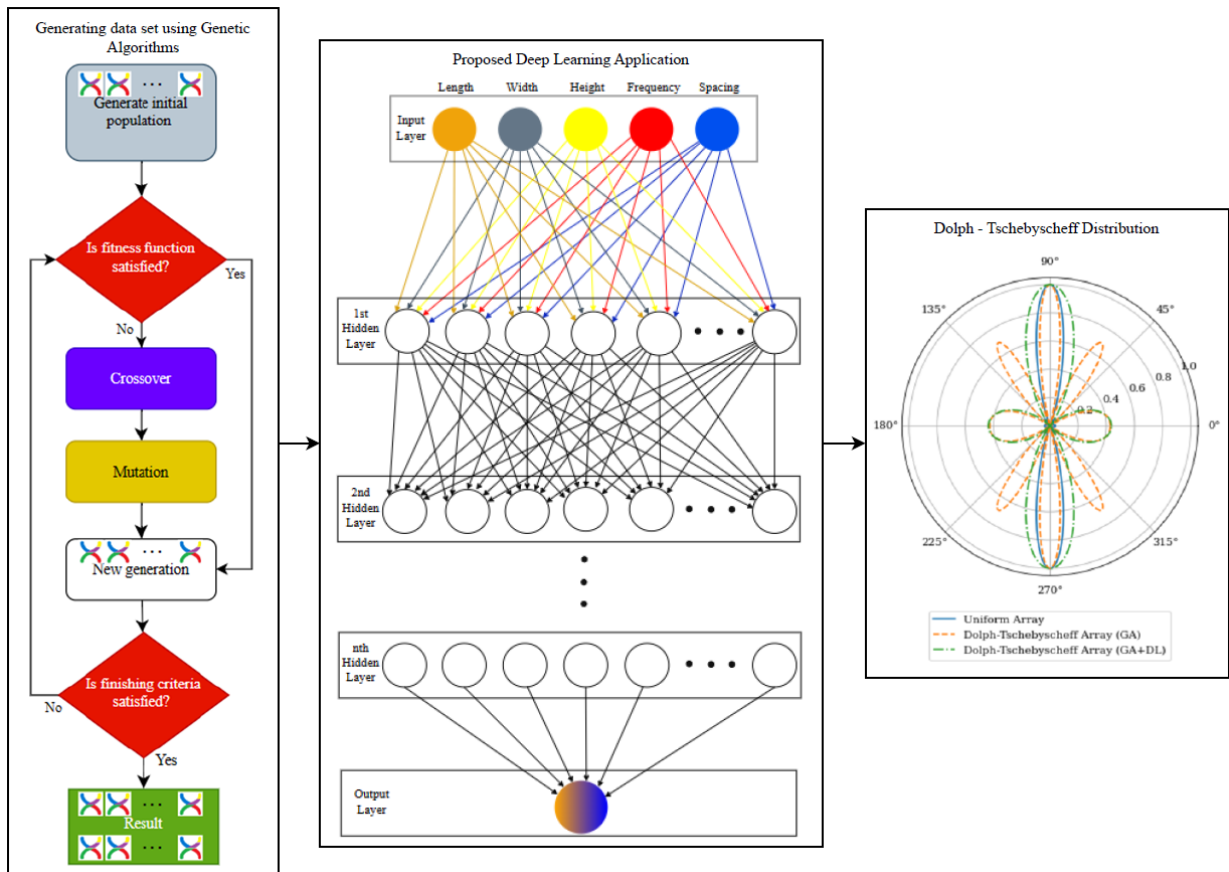 Generating data set using Genetic
Algorithms
. . .
Generate initial
population
Is fitness function
satisfied?
Yes
No
Crossover
Mutation
. . .
New generation
Is finishing criteria
satisfied?
No
Yes
. . .
Result
. . .
Proposed Deep Learning Application
Length Width Height Frequency Spacing
Input
Layer
1st
Hidden
Layer
2nd
Hidden
Layer
nth
Hidden
Layer
Output
Layer
Dolph - Tschebyscheff Distribution
90°
135° 45°
1.0
0.8
0.6
0.4
0.2
180° 0°
225° 315°
270°
Uniform Array
Dolph-Tschebyscheff Array (GA)
Dolph-Tschebyscheff Array (GA+DL)